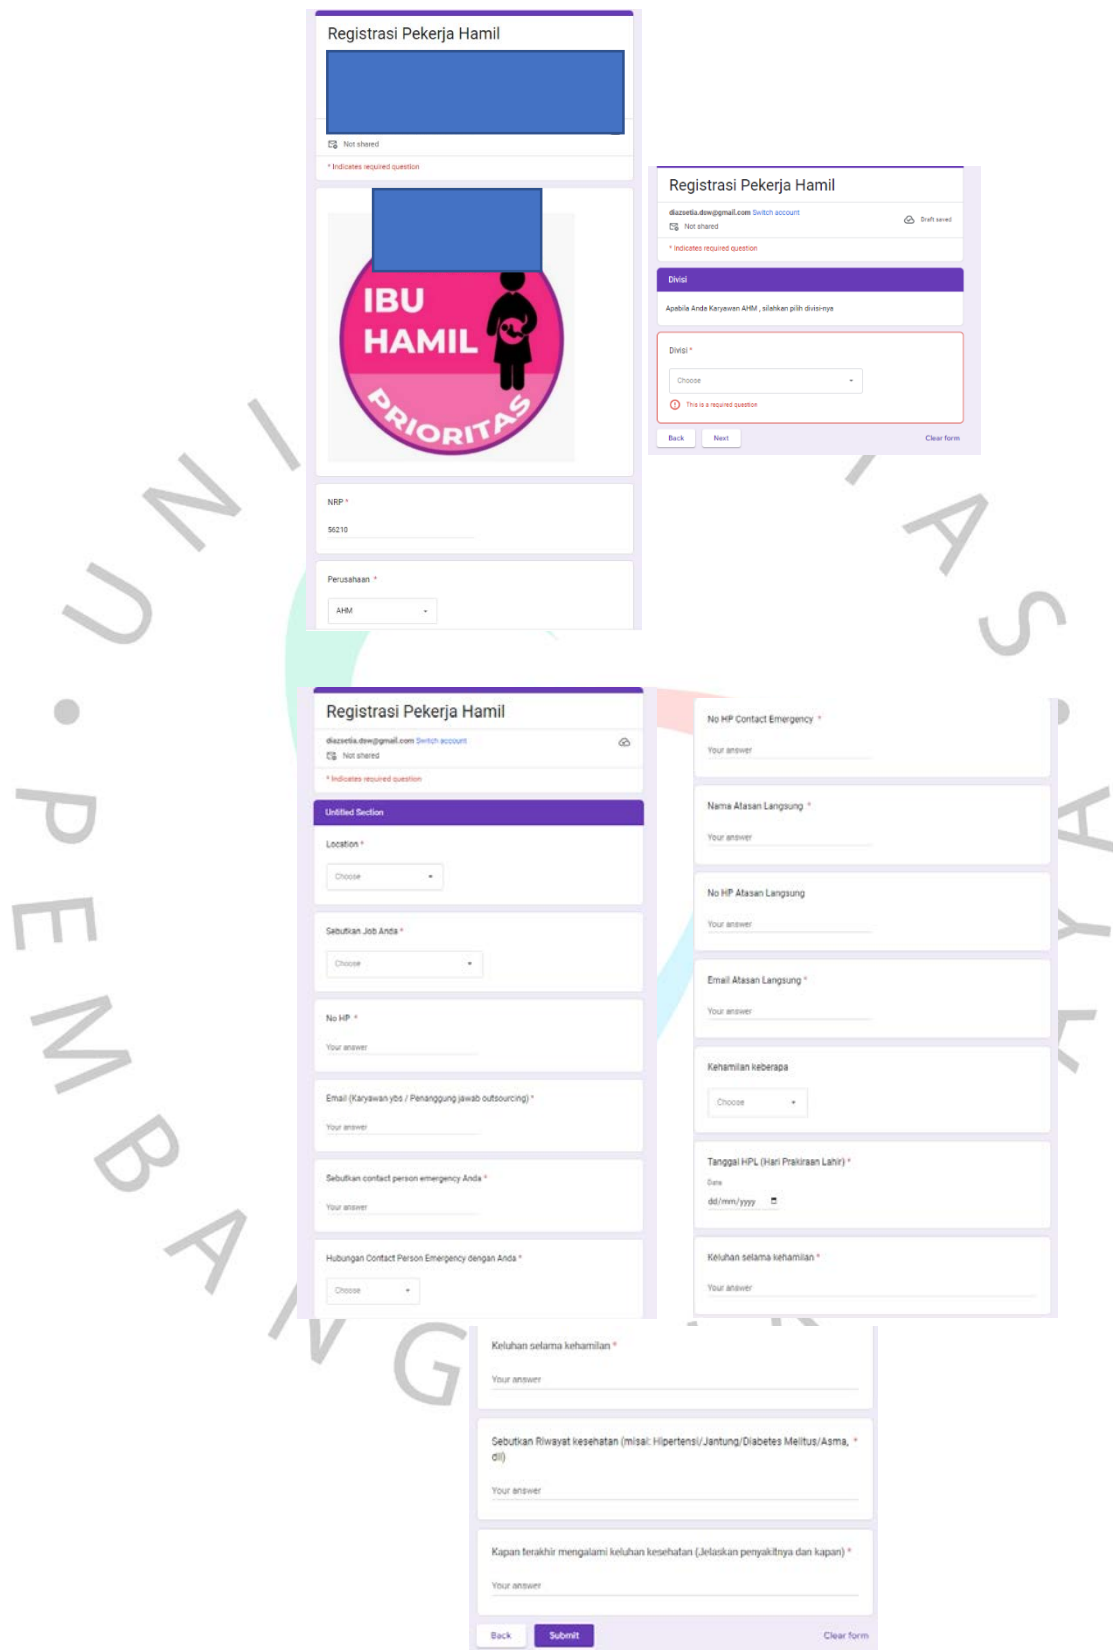 Registrasi Pekerja Hamil
Not shared
* Indicates required question
IBU
HAMIL
PRIORITAS
NRP *
56210
Perusahaan *
AHM
Registrasi Pekerja Hamil
diazsetia.dsw@gmail.com Switch account
Not shared
Draft saved
* Indicates required question
Divisi
Apabila Anda Karyawan AHM , silahkan pilih divisi-nya
Divisi *
Choose
This is a required question
Back Next Clear form
Registrasi Pekerja Hamil
diazsetia.dsw@gmail.com Switch account
Not shared
* Indicates required question
Untitled Section
Location *
Choose
Sebutkan Job Anda *
Choose
No HP *
Your answer
Email (Karyawan ybs / Penanggung jawab outsourcing) *
Your answer
Sebutkan contact person emergency Anda *
Your answer
Hubungan Contact Person Emergency dengan Anda *
Choose
No HP Contact Emergency *
Your answer
Nama Atasan Langsung *
Your answer
No HP Atasan Langsung
Your answer
Email Atasan Langsung *
Your answer
Kehamilan keberapa
Choose
Tanggal HPL (Hari Prakiraan Lahir) *
Date
dd/mm/yyyy
Keluhan selama kehamilan *
Your answer
Keluhan selama kehamilan *
Your answer
Sebutkan Riwayat kesehatan (misal: Hipertensi/Jantung/Diabetes Melitus/Asma, *
dll)
Your answer
Kapan terakhir mengalami keluhan kesehatan (Jelaskan penyakitnya dan kapan) *
Your answer
Back Submit Clear form